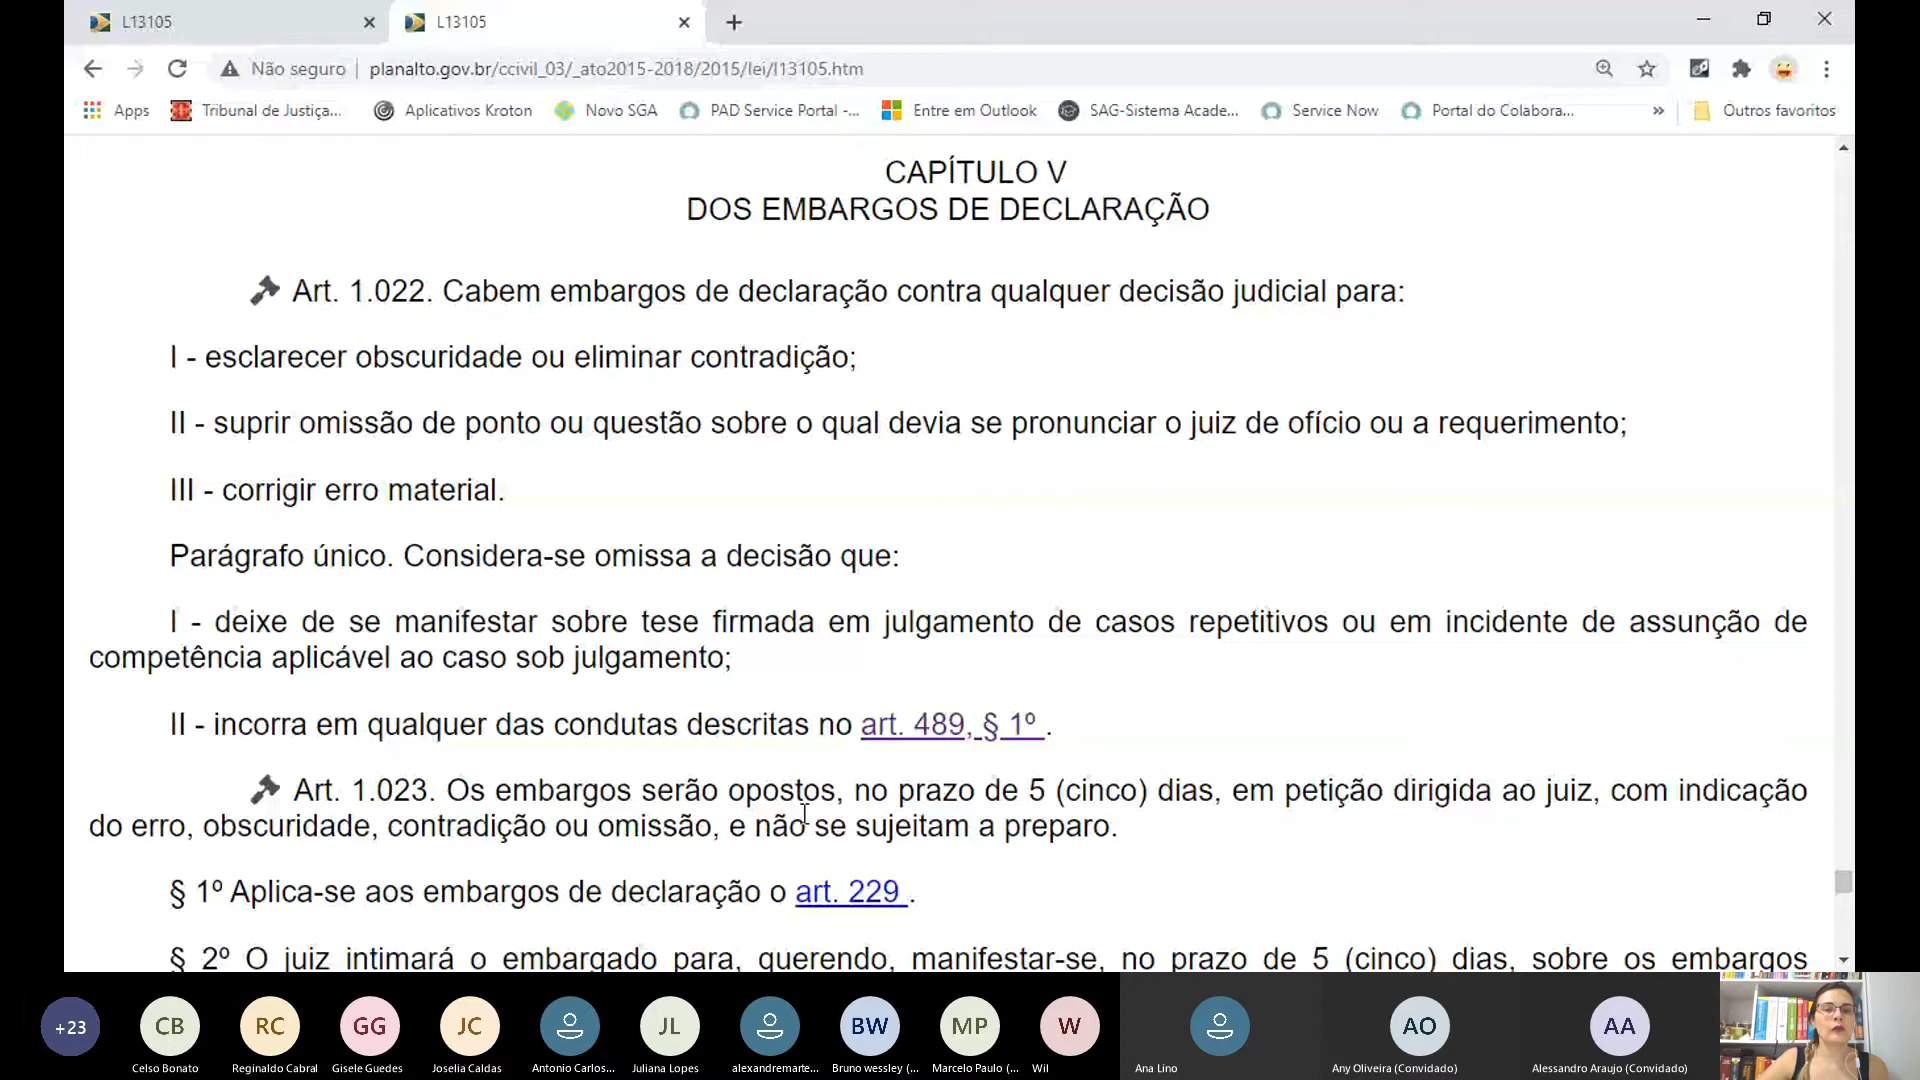 L13105
L13105
Não seguro
planalto.gov.br/ccivil_03/_ato2015-2018/2015/lei/l13105.htm
Apps
Tribunal de Justiça...
Aplicativos Kroton
Novo SGA
PAD Service Portal -...
Entre em Outlook
SAG-Sistema Acade...
Service Now
Portal do Colabora...
»
Outros favoritos
CAPÍTULO V
DOS EMBARGOS DE DECLARAÇÃO
Art. 1.022. Cabem embargos de declaração contra qualquer decisão judicial para:
I - esclarecer obscuridade ou eliminar contradição;
II - suprir omissão de ponto ou questão sobre o qual devia se pronunciar o juiz de ofício ou a requerimento;
III - corrigir erro material.
Parágrafo único. Considera-se omissa a decisão que:
I - deixe de se manifestar sobre tese firmada em julgamento de casos repetitivos ou em incidente de assunção de
competência aplicável ao caso sob julgamento;
II - incorra em qualquer das condutas descritas no art. 489, § 1º .
Art. 1.023. Os embargos serão opostos, no prazo de 5 (cinco) dias, em petição dirigida ao juiz, com indicação
do erro, obscuridade, contradição ou omissão, e não se sujeitam a preparo.
§ 1º Aplica-se aos embargos de declaração o art. 229 .
§ 2º O juiz intimará o embargado para, querendo, manifestar-se, no prazo de 5 (cinco) dias, sobre os embargos
+23
CB
RC
GG
JC
JL
BW
MP
W
AO
AA
Celso Bonato
Reginaldo Cabral
Gisele Guedes
Joselia Caldas
Antonio Carlos...
Juliana Lopes
alexandremarte...
Bruno wessley (...
Marcelo Paulo (...
Wil
Ana Lino
Any Oliveira (Convidado)
Alessandro Araujo (Convidado)